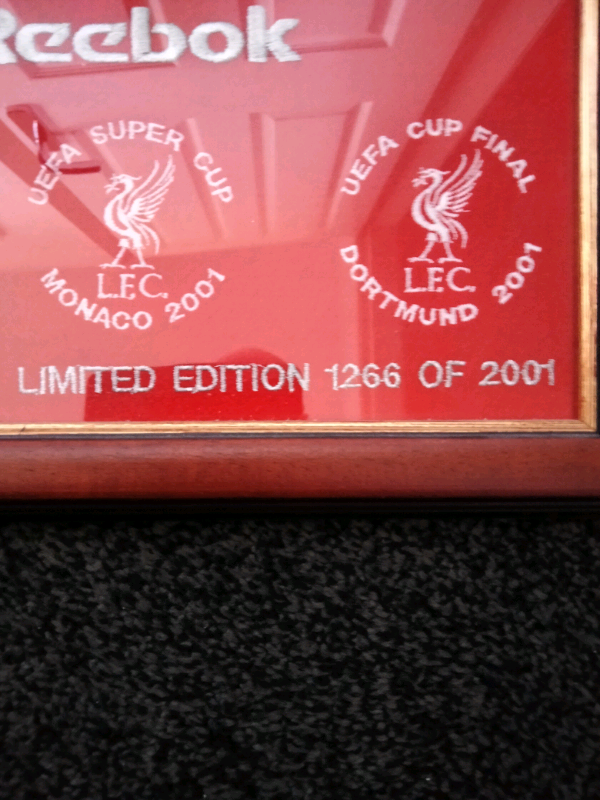 Reebok
UEFA SUPER CUP
L.F.C.
MONACO 2001
UEFA CUP FINAL
L.F.C.
DORTMUND 2001
LIMITED EDITION 1266 OF 2001